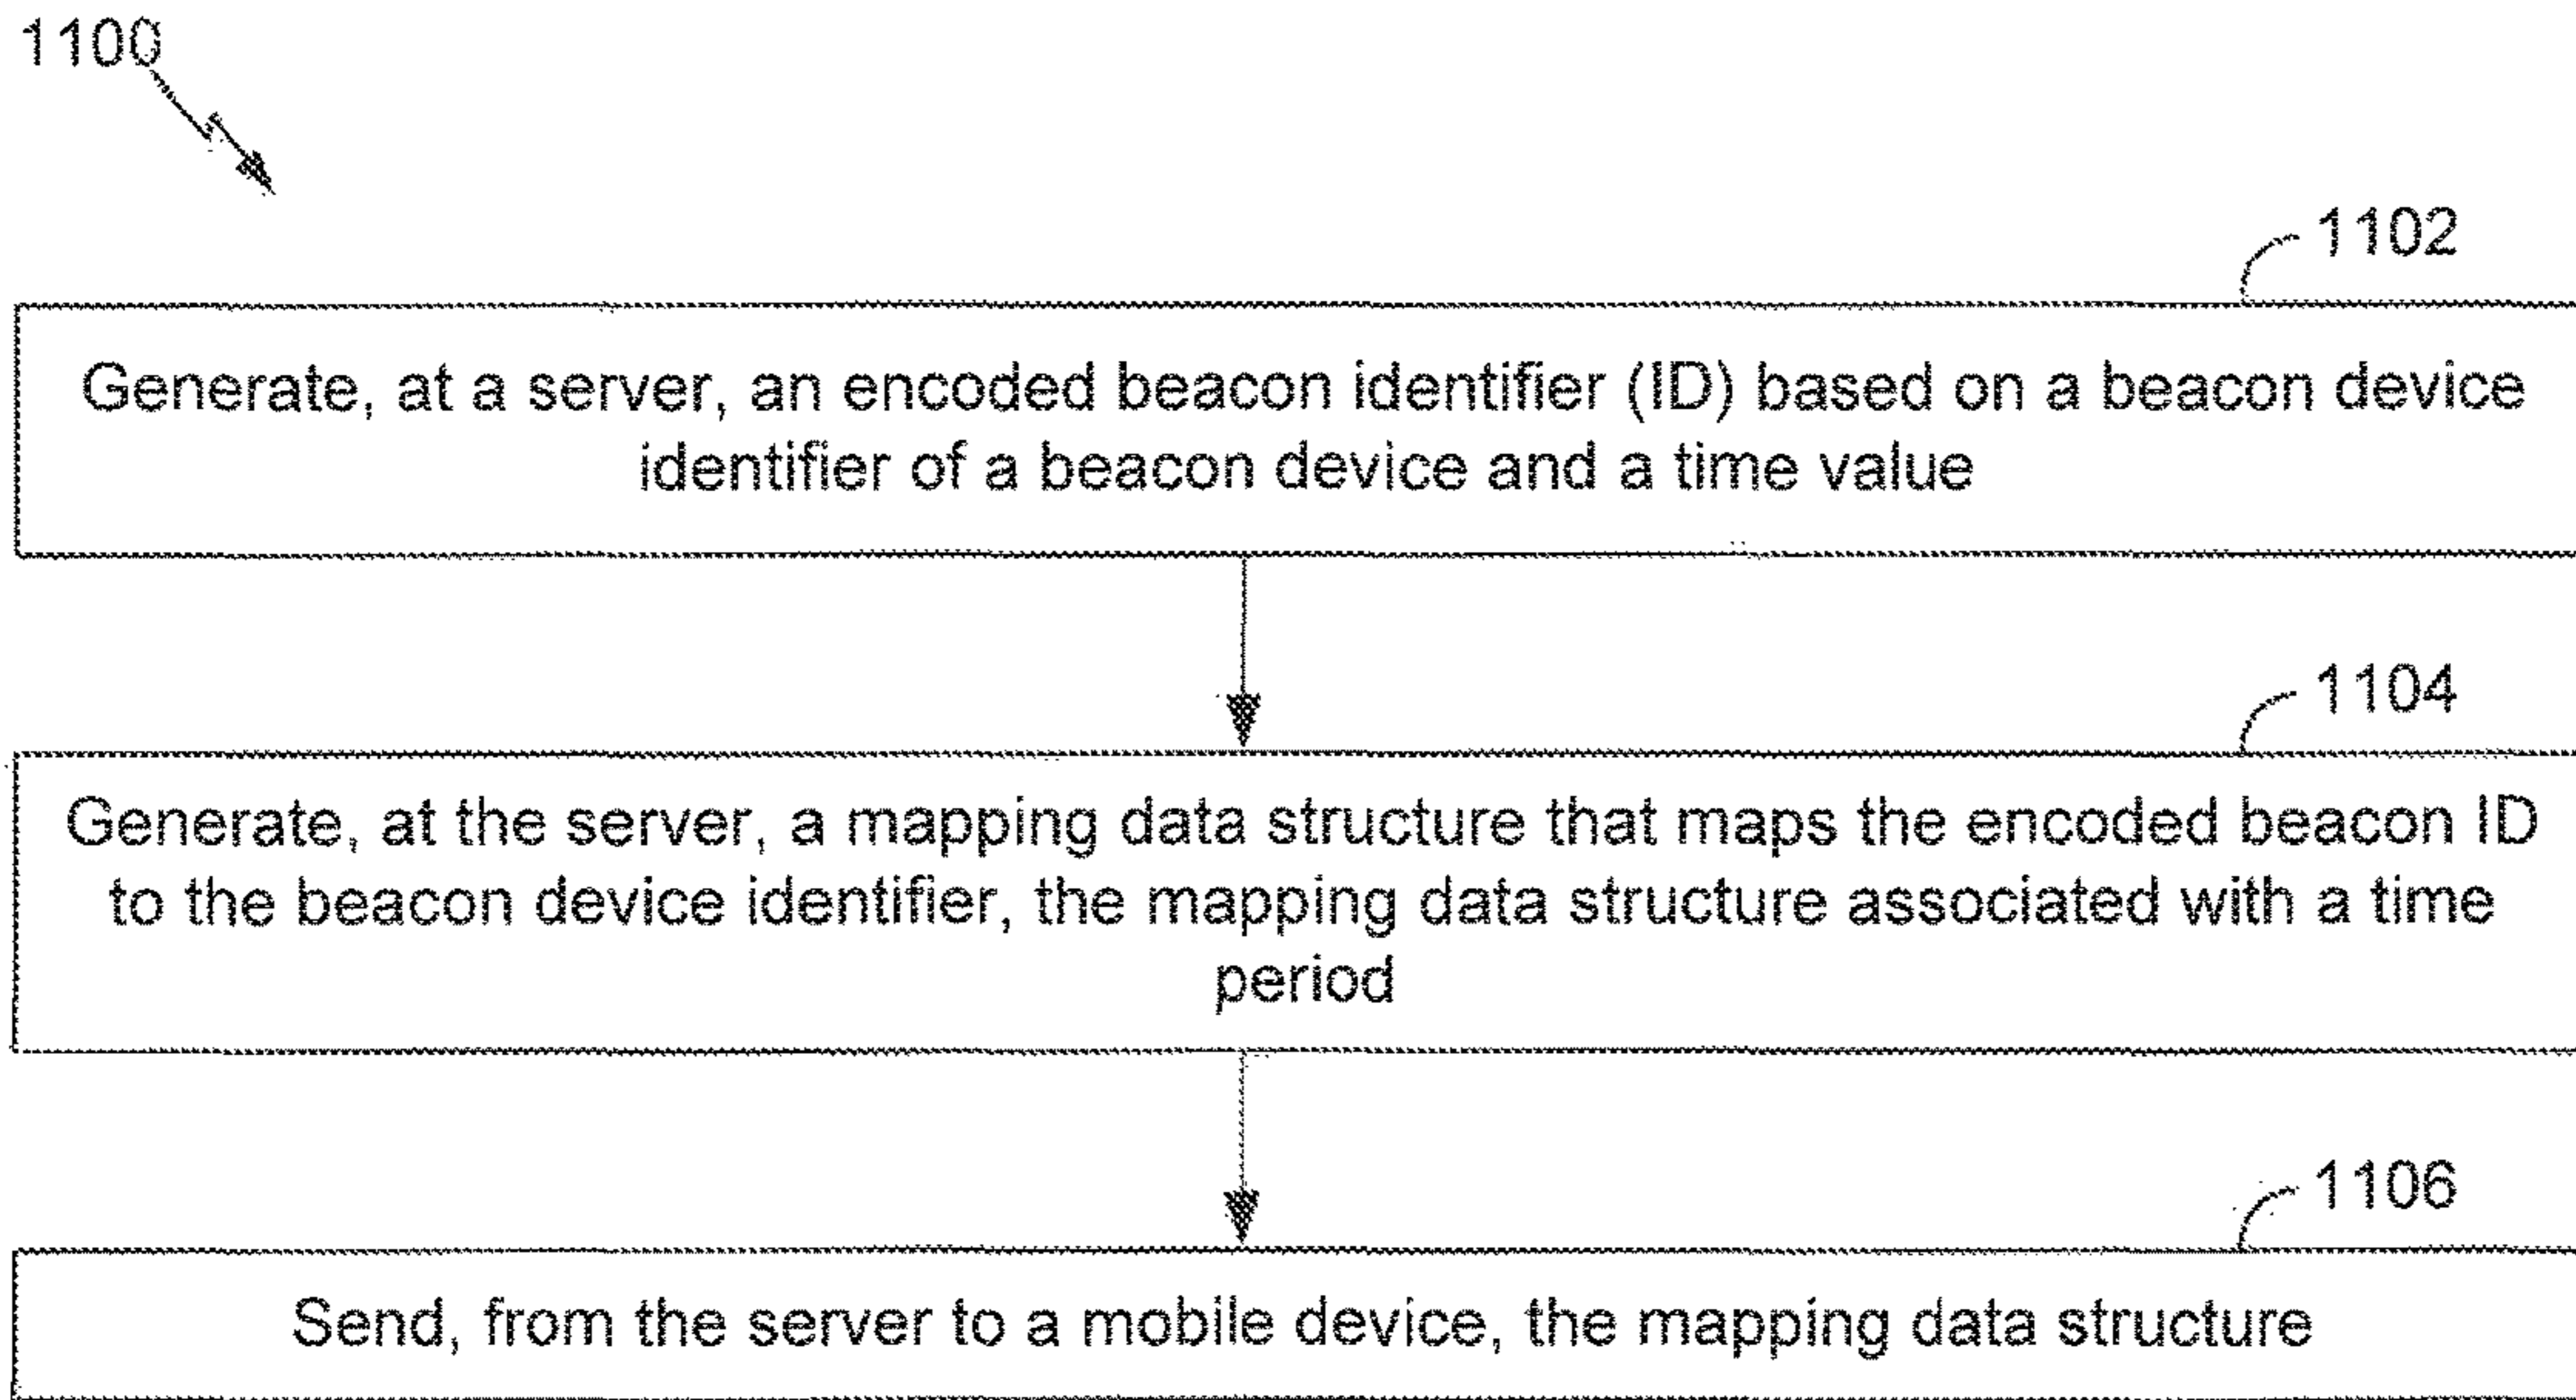 1100
1102
Generate, at a server, an encoded beacon identifier (ID) based on a beacon device
identifier of a beacon device and a time value
1104
Generate, at the server, a mapping data structure that maps the encoded beacon ID
to the beacon device identifier, the mapping data structure associated with a time
period
1106
Send, from the server to a mobile device, the mapping data structure